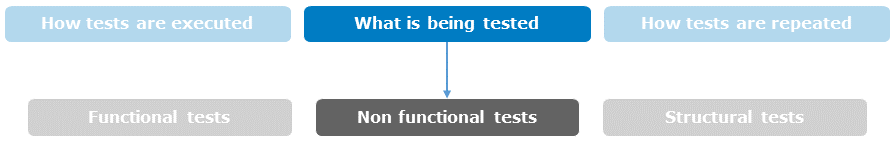 How tests are executed
What is being tested
How tests are repeated
Functional tests
Non functional tests
Structural tests